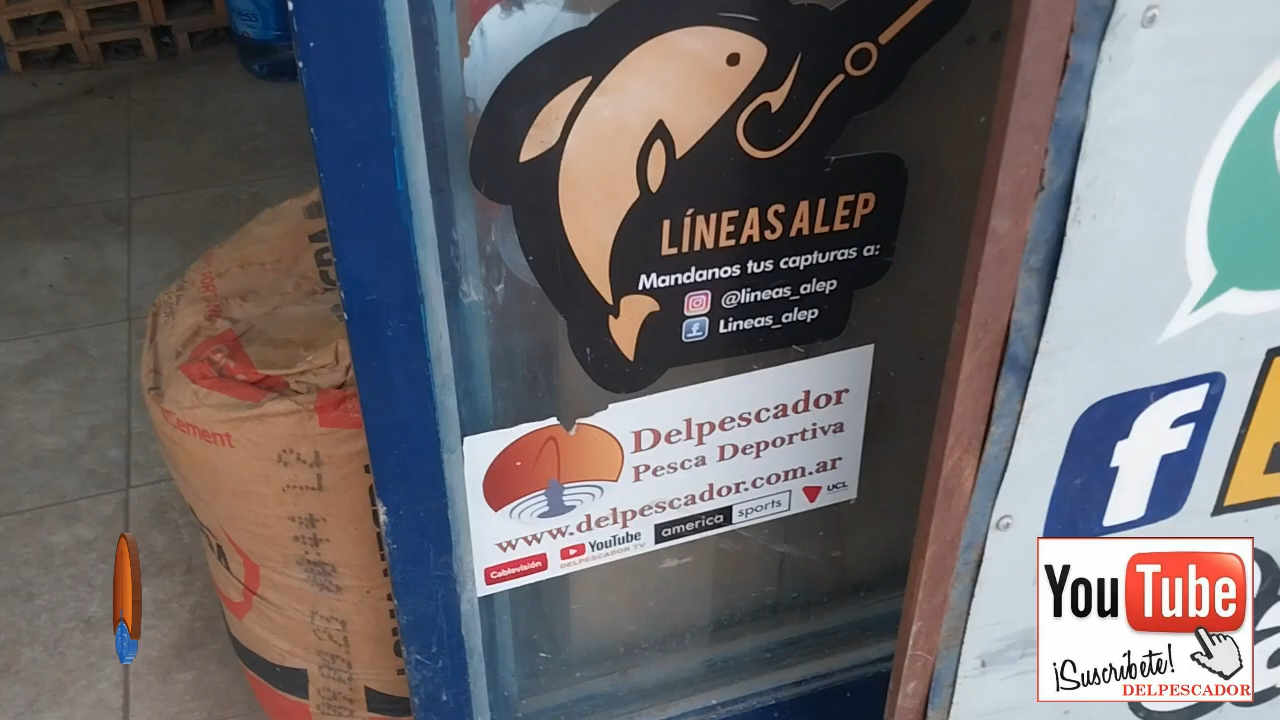 LÍNEAS ALEP
Mandanos tus capturas a:
@lineas_alep
Lineas_alep
Delpescador
Pesca Deportiva
www.delpescador.com.ar
Cablevisión
YouTube
DELPESCADOR TV
america sports
UCL
Cement
f
YouTube
¡Suscríbete!
DELPESCADOR